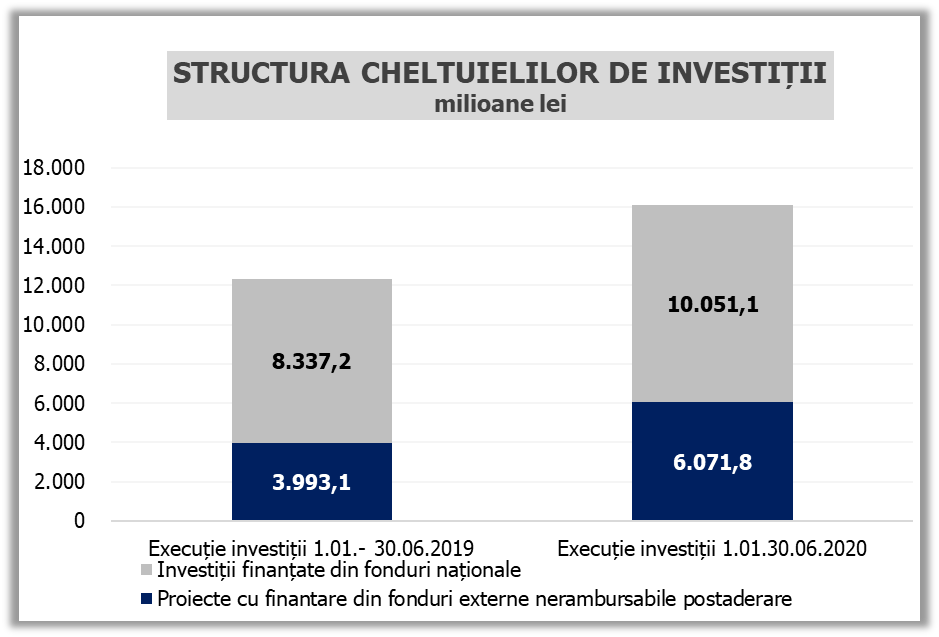 STRUCTURA CHELTUIELILOR DE INVESTIȚII
milioane lei
18.000
16.000
14.000
12.000
10.000
8.000
6.000
4.000
2.000
0
8.337,2
3.993,1
10.051,1
6.071,8
Execuție investiții 1.01.- 30.06.2019
Execuție investiții 1.01.30.06.2020
Investiții finanțate din fonduri naționale
Proiecte cu finantare din fonduri externe nerambursabile postaderare